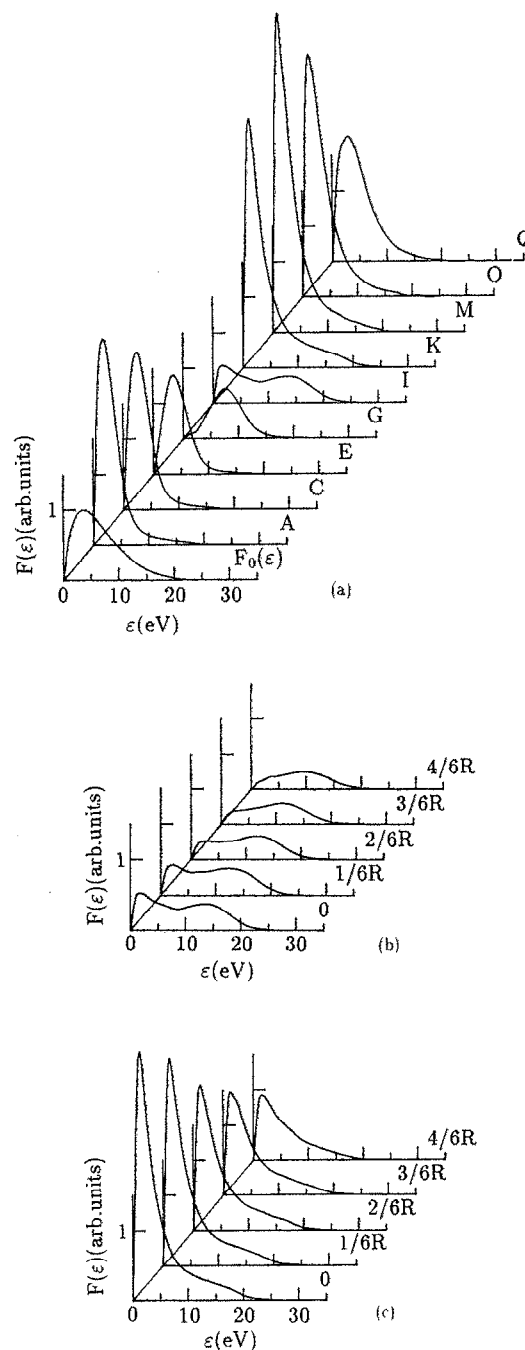 Q
O
M
K
I
G
E
C
A
F₀(ε)
F(ε)(arb.units)
1
0 10 20 30
ε(eV)
(a)
4/6R
3/6R
2/6R
1/6R
0
F(ε)(arb.units)
1
0 10 20 30
ε(eV)
(b)
4/6R
3/6R
2/6R
1/6R
0
F(ε)(arb.units)
1
0 10 20 30
ε(eV)
(c)